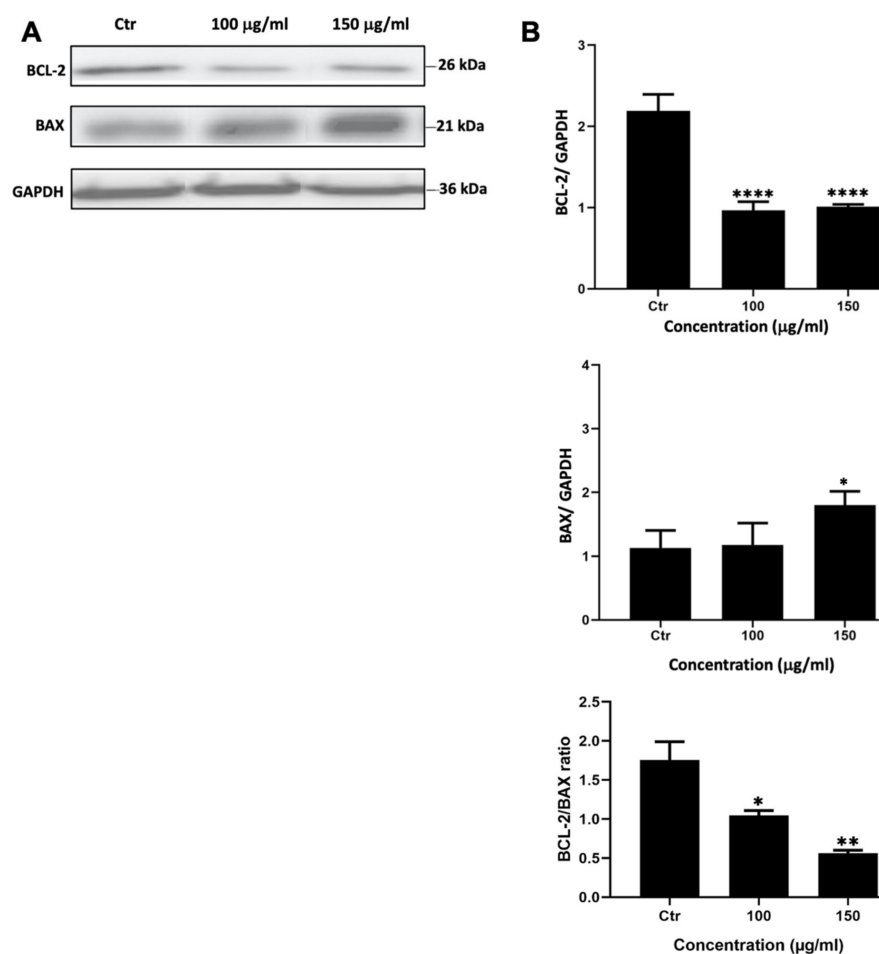 A
Ctr 100 µg/ml 150 µg/ml
BCL-2 26 kDa
BAX 21 kDa
GAPDH 36 kDa
B
BCL-2/ GAPDH
3
2
1
0
**** ****
Ctr 100 150
Concentration (µg/ml)
BAX/ GAPDH
4
3
2
1
0
*
Ctr 100 150
Concentration (µg/ml)
BCL-2/BAX ratio
2.5
2.0
1.5
1.0
0.5
0.0
* **
Ctr 100 150
Concentration (µg/ml)